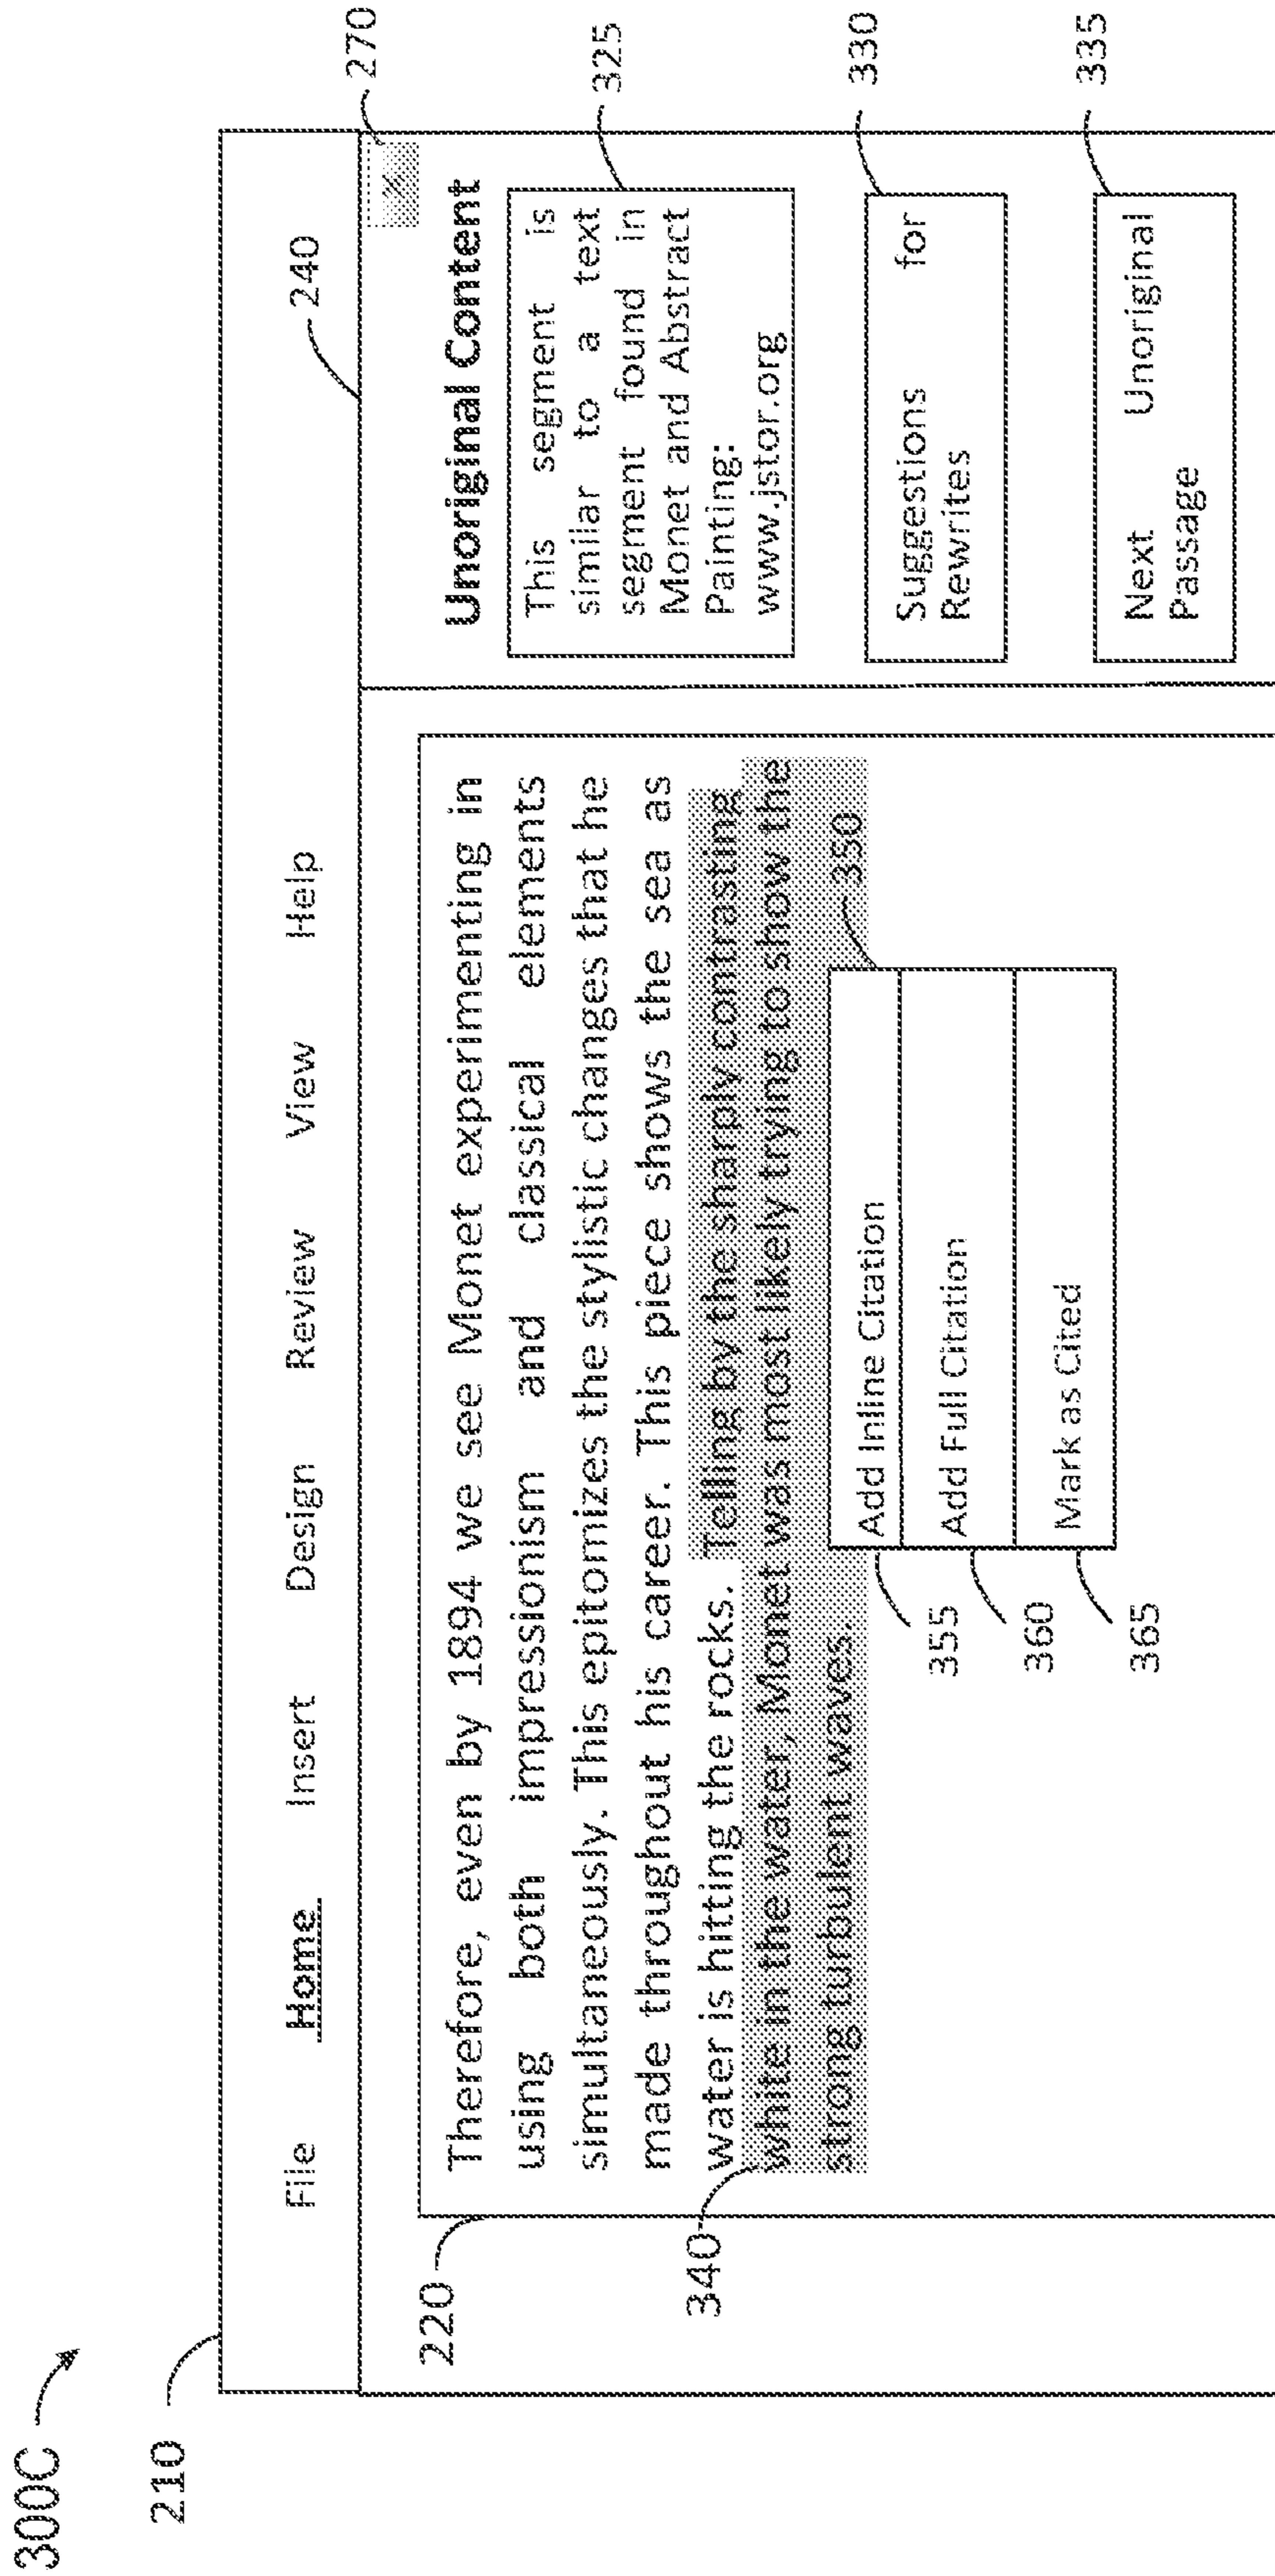 300C
210
File Home Insert Design Review View Help
240
270
220
Therefore, even by 1894 we see Monet experimenting in
using both impressionism and classical elements
simultaneously. This epitomizes the stylistic changes that he
made throughout his career. This piece shows the sea as
water is hitting the rocks. Telling by the sharply contrasting
340
white in the water, Monet was most likely trying to show the
strong turbulent waves.
350
355
Add Inline Citation
360
Add Full Citation
365
Mark as Cited
Unoriginal Content
This segment is
similar to a text
segment found in
Monet and Abstract
Painting:
www.jstor.org
325
Suggestions for
Rewrites
330
Next Unoriginal
Passage
335